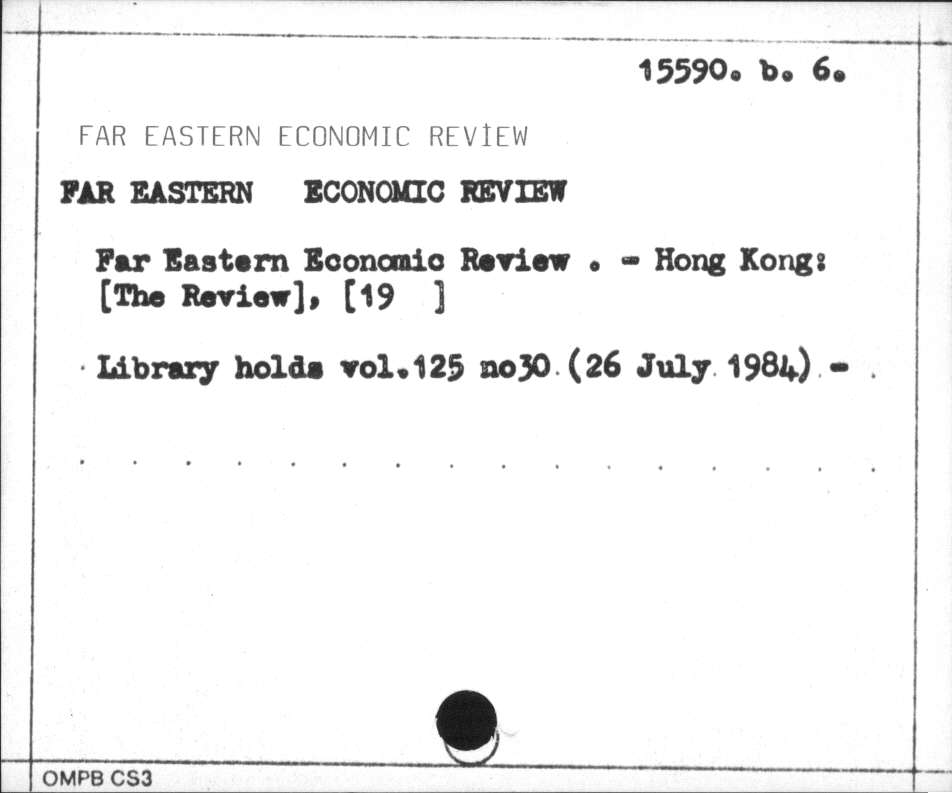 15590. b. 6.
FAR EASTERN ECONOMIC REVIEW
FAR EASTERN ECONOMIC REVIEW
Far Eastern Economic Review . - Hong Kong:
[The Review], [19 ]
Library holds vol.125 no30 (26 July 1984) -
OMPB CS3